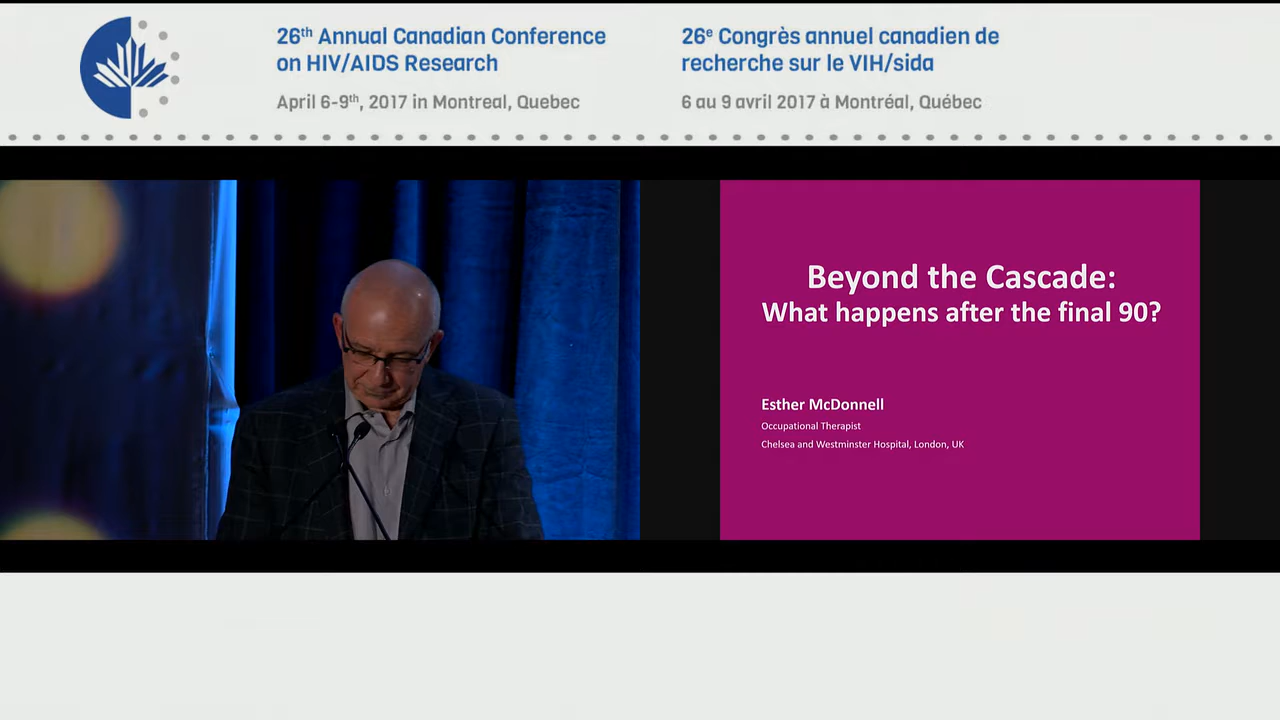 26th Annual Canadian Conference
on HIV/AIDS Research
April 6-9th, 2017 in Montreal, Quebec
26e Congrès annuel canadien de
recherche sur le VIH/sida
6 au 9 avril 2017 à Montréal, Québec
Beyond the Cascade:
What happens after the final 90?
Esther McDonnell
Occupational Therapist
Chelsea and Westminster Hospital, London, UK